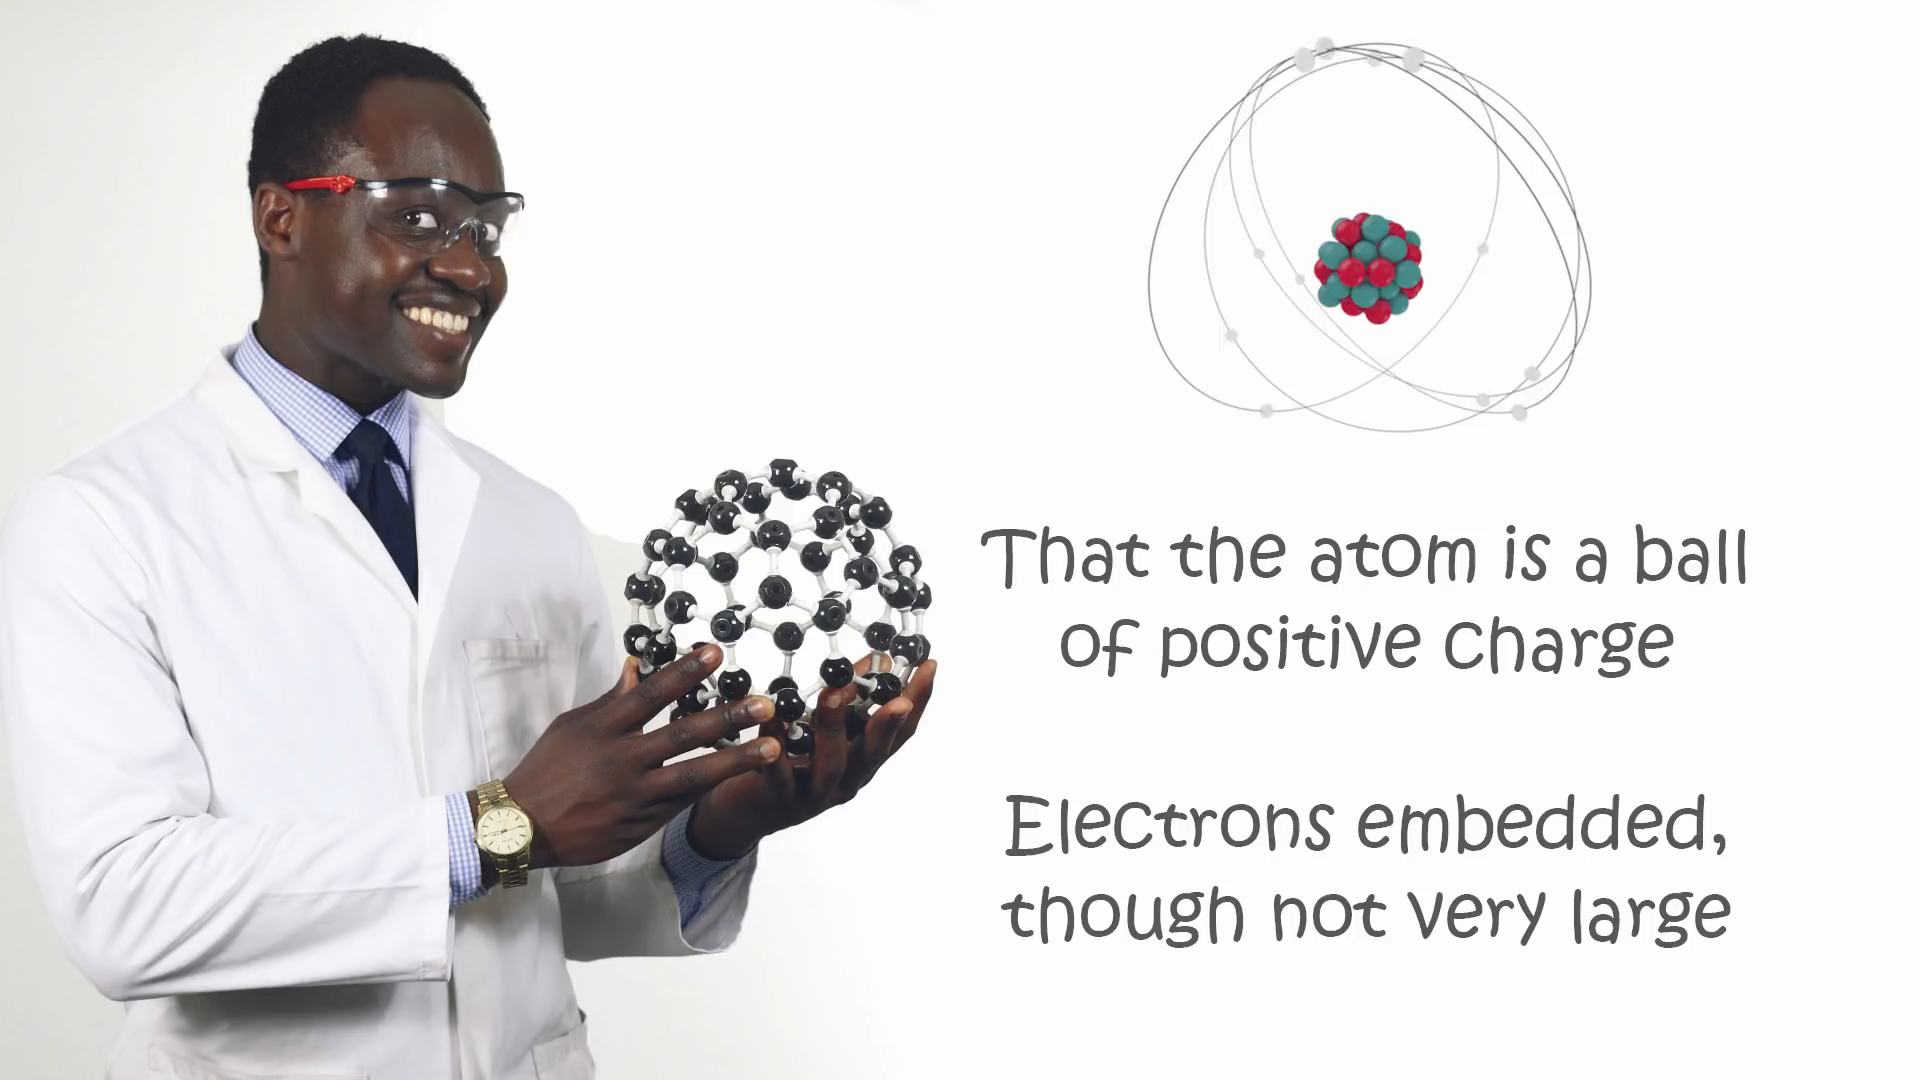 That the atom is a ball
of positive charge
Electrons embedded,
though not very large